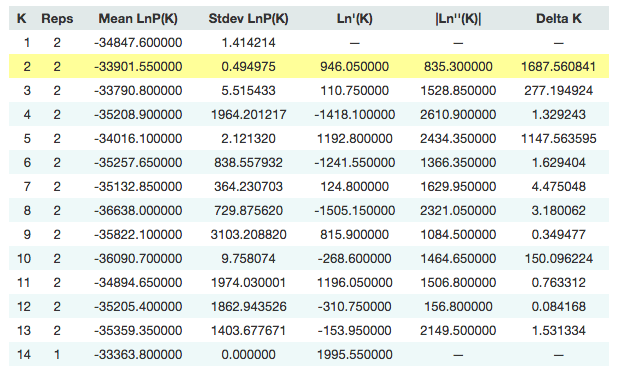 K Reps Mean LnP(K) Stdev LnP(K) Ln'(K) |Ln''(K)| Delta K
1 2 -34847.600000 1.414214 — — —
2 2 -33901.550000 0.494975 946.050000 835.300000 1687.560841
3 2 -33790.800000 5.515433 110.750000 1528.850000 277.194924
4 2 -35208.900000 1964.201217 -1418.100000 2610.900000 1.329243
5 2 -34016.100000 2.121320 1192.800000 2434.350000 1147.563595
6 2 -35257.650000 838.557932 -1241.550000 1366.350000 1.629404
7 2 -35132.850000 364.230703 124.800000 1629.950000 4.475048
8 2 -36638.000000 729.875620 -1505.150000 2321.050000 3.180062
9 2 -35822.100000 3103.208820 815.900000 1084.500000 0.349477
10 2 -36090.700000 9.758074 -268.600000 1464.650000 150.096224
11 2 -34894.650000 1974.030001 1196.050000 1506.800000 0.763312
12 2 -35205.400000 1862.943526 -310.750000 156.800000 0.084168
13 2 -35359.350000 1403.677671 -153.950000 2149.500000 1.531334
14 1 -33363.800000 0.000000 1995.550000 — —